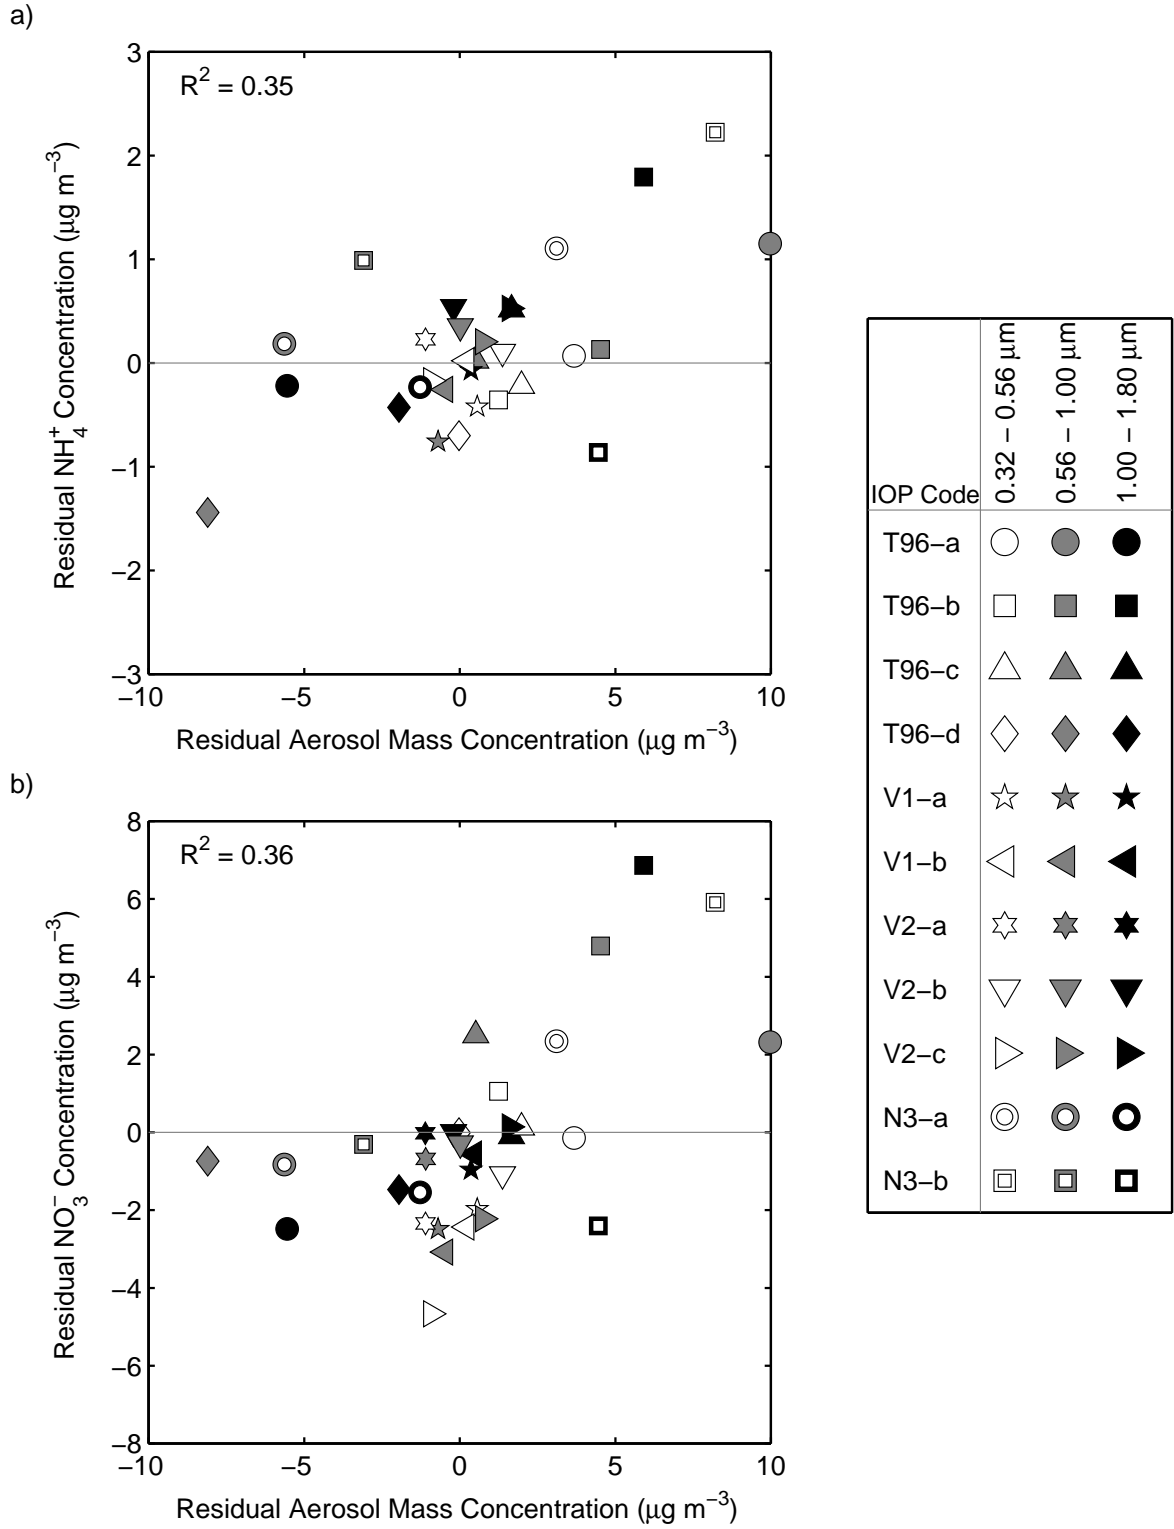 a)
R² = 0.35
3
2
1
0
−1
−2
−3
−10
−5
0
5
10
Residual NH₄⁺ Concentration (μg m⁻³)
Residual Aerosol Mass Concentration (μg m⁻³)
b)
R² = 0.36
8
6
4
2
0
−2
−4
−6
−8
−10
−5
0
5
10
Residual NO₃⁻ Concentration (μg m⁻³)
Residual Aerosol Mass Concentration (μg m⁻³)
IOP Code
0.32 − 0.56 μm
0.56 − 1.00 μm
1.00 − 1.80 μm
T96−a
T96−b
T96−c
T96−d
V1−a
V1−b
V2−a
V2−b
V2−c
N3−a
N3−b